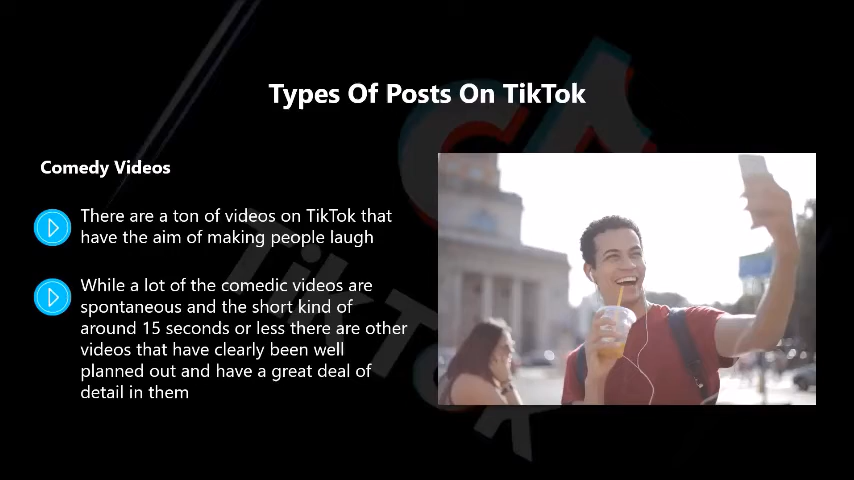 Types Of Posts On TikTok
Comedy Videos
There are a ton of videos on TikTok that
have the aim of making people laugh
While a lot of the comedic videos are
spontaneous and the short kind of
around 15 seconds or less there are other
videos that have clearly been well
planned out and have a great deal of
detail in them
TikTok